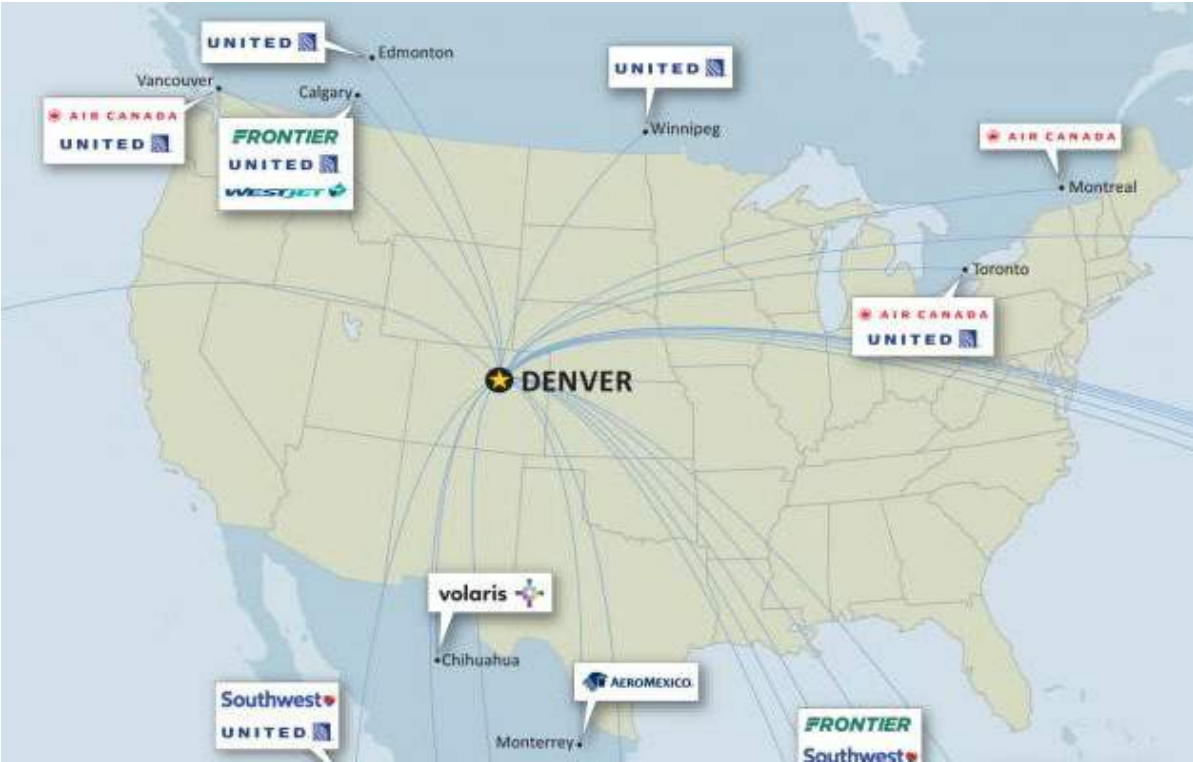 UNITED
Edmonton
Vancouver
Calgary
UNITED
AIR CANADA
UNITED
FRONTIER
UNITED
WESTJET
Winnipeg
AIR CANADA
Montreal
Toronto
AIR CANADA
UNITED
DENVER
volaris
Chihuahua
AEROMEXICO
Southwest
UNITED
Monterrey
FRONTIER
Southwest